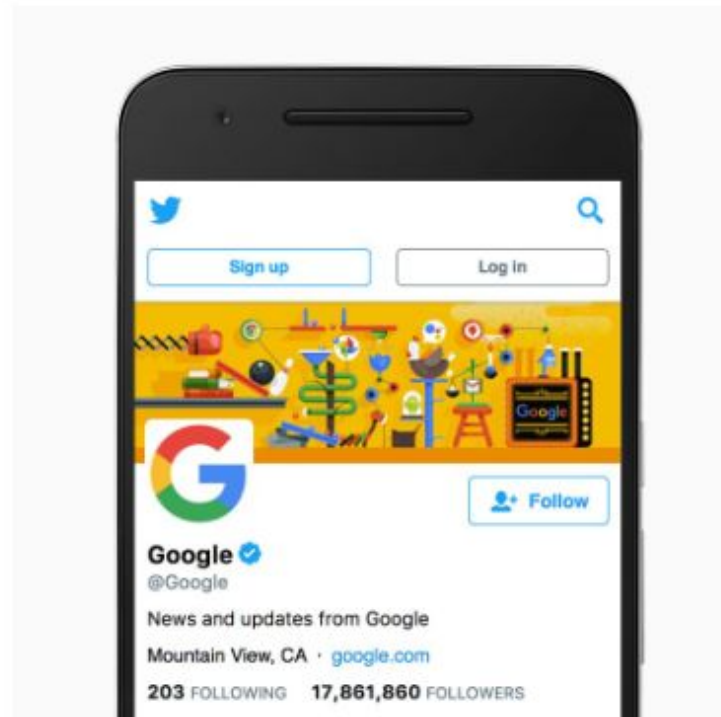 Sign up Log in
Google
Follow
Google
@Google
News and updates from Google
Mountain View, CA · google.com
203 FOLLOWING 17,861,860 FOLLOWERS